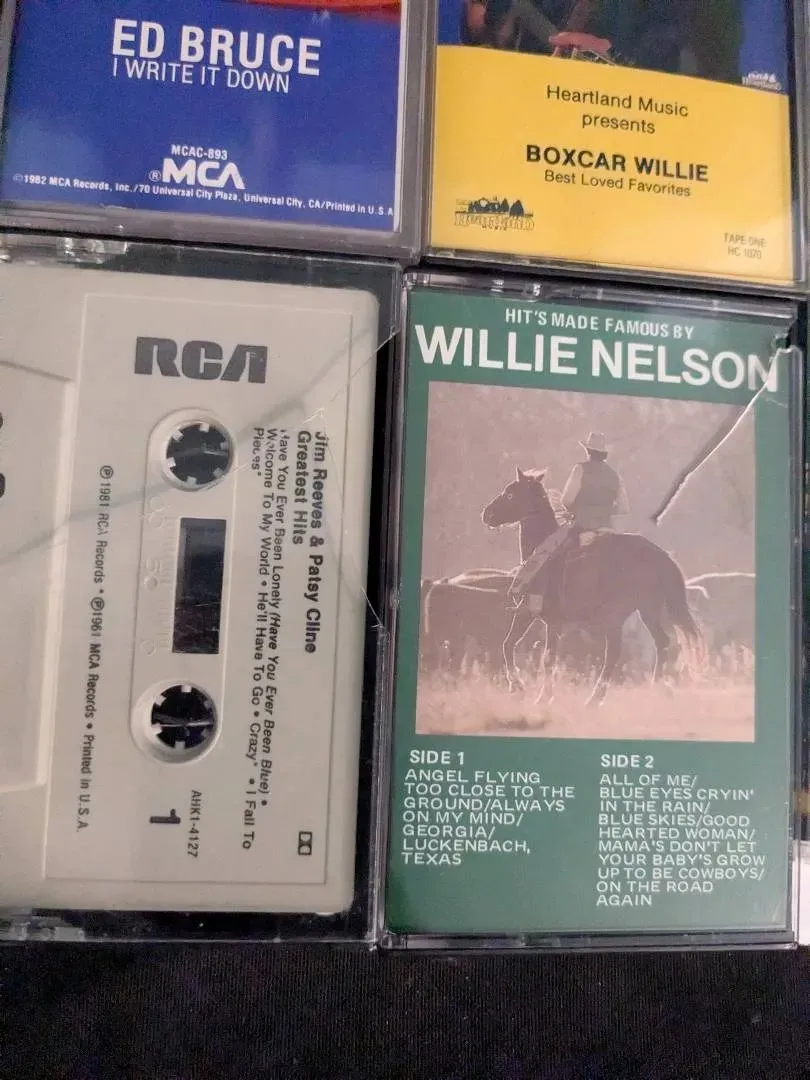 ED BRUCE
I WRITE IT DOWN
MCAC-893
®MCA
©1982 MCA Records, Inc./70 Universal City Plaza, Universal City, CA/Printed in U.S.A
Heartland Music
presents
BOXCAR WILLIE
Best Loved Favorites
Heartland
MUSIC
TAPE ONE
HC 1070
RCA
Jim Reeves & Patsy Cline
Greatest Hits
Have You Ever Been Lonely (Have You Ever Been Blue) •
Welcome To My World • He'll Have To Go • Crazy* • I Fall To
Pieces*
℗ 1981 RCA Records • ℗1961 MCA Records • Printed in U.S.A.
AHK1-4127
1
HIT'S MADE FAMOUS BY
WILLIE NELSON
SIDE 1
ANGEL FLYING
TOO CLOSE TO THE
GROUND/ALWAYS
ON MY MIND/
GEORGIA/
LUCKENBACH,
TEXAS
SIDE 2
ALL OF ME/
BLUE EYES CRYIN'
IN THE RAIN/
BLUE SKIES/GOOD
HEARTED WOMAN/
MAMA'S DON'T LET
YOUR BABY'S GROW
UP TO BE COWBOYS/
ON THE ROAD
AGAIN